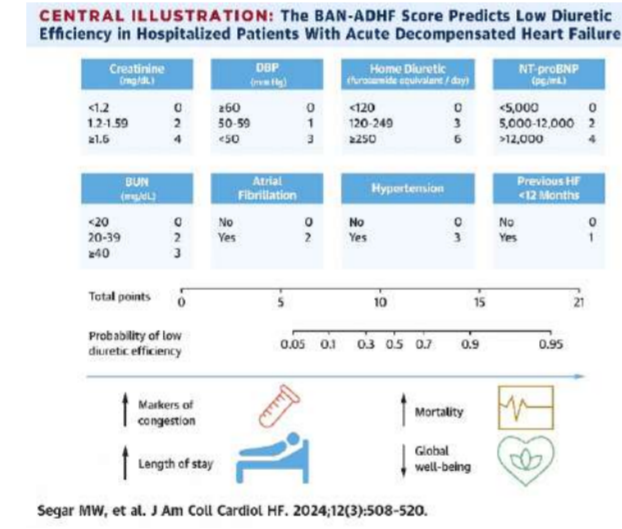 CENTRAL ILLUSTRATION: The BAN-ADHF Score Predicts Low Diuretic
Efficiency in Hospitalized Patients With Acute Decompensated Heart Failure
Creatinine
(mg/dL)
<1.2 0
1.2-1.59 2
≥1.6 4
DBP
(mm Hg)
≥60 0
50-59 1
<50 3
Home Diuretic
(furosemide equivalent / day)
<120 0
120-249 3
≥250 6
NT-proBNP
(pg/mL)
<5,000 0
5,000-12,000 2
>12,000 4
BUN
(mg/dL)
<20 0
20-39 2
≥40 3
Atrial
Fibrillation
No 0
Yes 2
Hypertension
No 0
Yes 3
Previous HF
<12 Months
No 0
Yes 1
Total points 0 5 10 15 21
Probability of low
diuretic efficiency
0.05 0.1 0.3 0.5 0.7 0.9 0.95
Markers of
congestion
Mortality
Length of stay
Global
well-being
Segar MW, et al. J Am Coll Cardiol HF. 2024;12(3):508-520.